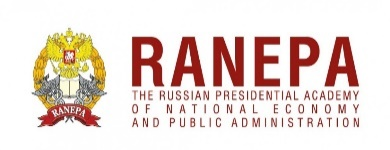 RANEPA
RANEPA
THE RUSSIAN PRESIDENTIAL ACADEMY
OF NATIONAL ECONOMY
AND PUBLIC ADMINISTRATION